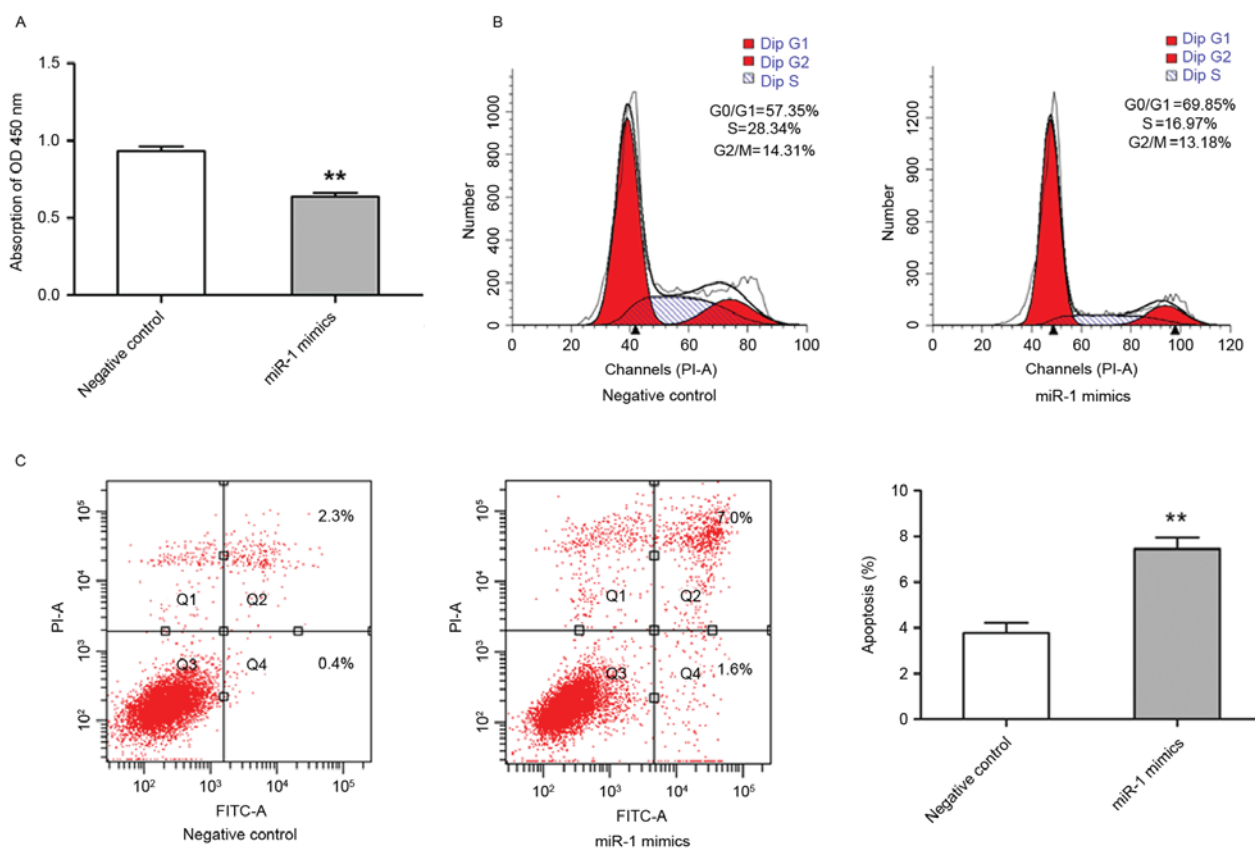 A
Absorption of OD 450 nm
1.5
1.0
0.5
0.0
**
Negative control
miR-1 mimics
B
Dip G1
Dip G2
Dip S
G0/G1=57.35%
S=28.34%
G2/M=14.31%
Number
1000
800
600
400
200
0
0 20 40 60 80 100
Channels (PI-A)
Negative control
Dip G1
Dip G2
Dip S
G0/G1=69.85%
S=16.97%
G2/M=13.18%
Number
1200
900
600
300
0
0 20 40 60 80 100 120
Channels (PI-A)
miR-1 mimics
C
PI-A
10⁵
10⁴
10³
10²
2.3%
Q1 Q2
Q3 Q4 0.4%
10² 10³ 10⁴ 10⁵
FITC-A
Negative control
PI-A
10⁵
10⁴
10³
10²
7.0%
Q1 Q2
Q3 Q4 1.6%
10² 10³ 10⁴ 10⁵
FITC-A
miR-1 mimics
Apoptosis (%)
10
8
6
4
2
0
**
Negative control
miR-1 mimics